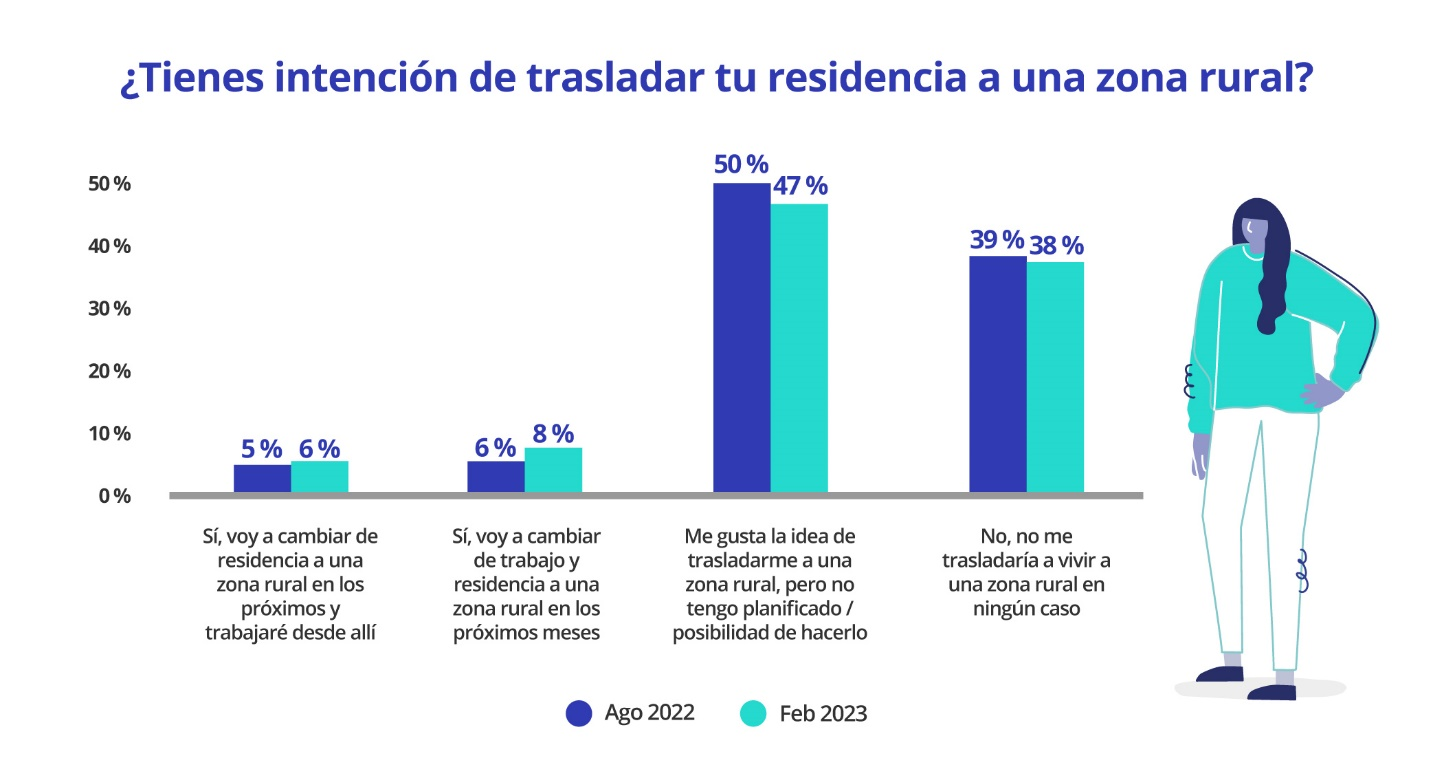 ¿Tienes intención de trasladar tu residencia a una zona rural?
50 %
40 %
30 %
20 %
10 %
0 %
5 %
6 %
6 %
8 %
50 %
47 %
39 %
38 %
Sí, voy a cambiar de
residencia a una
zona rural en los
próximos y
trabajaré desde allí
Sí, voy a cambiar
de trabajo y
residencia a una
zona rural en los
próximos meses
Me gusta la idea de
trasladarme a una
zona rural, pero no
tengo planificado /
posibilidad de hacerlo
No, no me
trasladaría a vivir a
una zona rural en
ningún caso
Ago 2022
Feb 2023